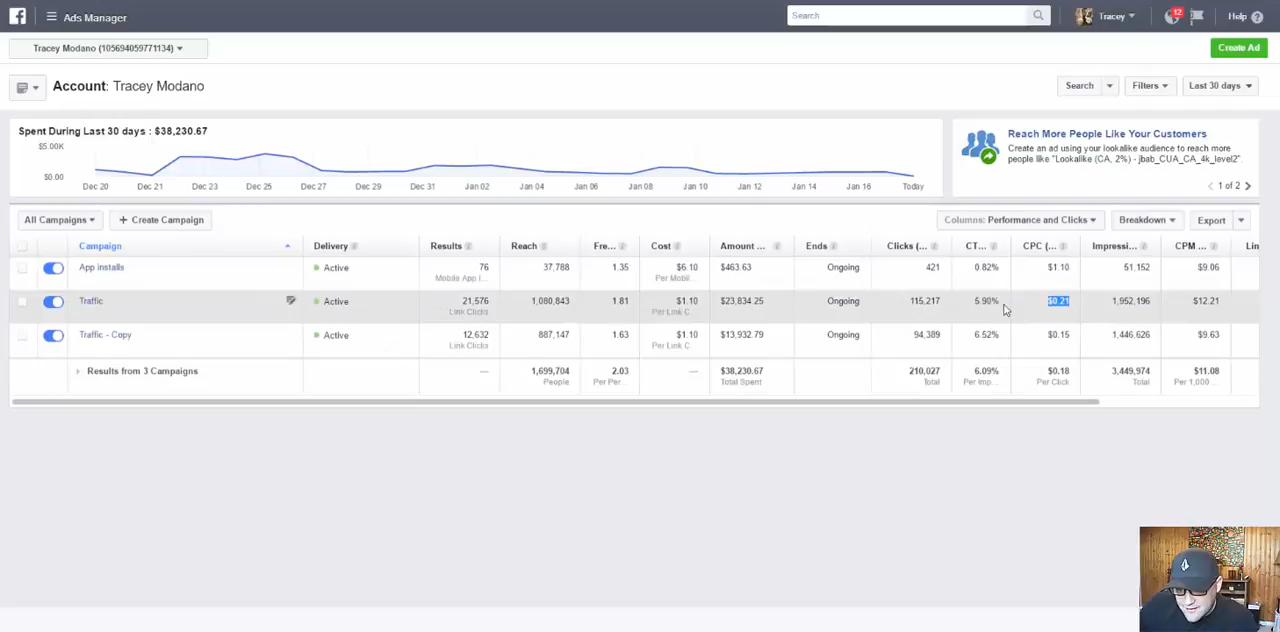 f Ads Manager Search Tracey 12 Help
Tracey Modano (105694059771134) Create Ad
Account: Tracey Modano Search Filters Last 30 days
Spent During Last 30 days : $38,230.67
$5.00K
$0.00
Dec 20 Dec 21 Dec 23 Dec 25 Dec 27 Dec 29 Dec 31 Jan 02 Jan 04 Jan 06 Jan 08 Jan 10 Jan 12 Jan 14 Jan 16 Today
Reach More People Like Your Customers
Create an ad using your lookalike audience to reach more
people like "Lookalike (CA, 2%) - jbab_CUA_CA_4k_level2".
1 of 2
All Campaigns + Create Campaign Columns: Performance and Clicks Breakdown Export
Campaign Delivery Results Reach Fre... Cost Amount ... Ends Clicks (... CT... CPC (... Impressi... CPM ... Lin
App installs Active 76 37,788 1.35 $6.10 $463.63 Ongoing 421 0.82% $1.10 51,152 $9.06
Mobile App I... Per Mobil...
Traffic Active 21,576 1,080,843 1.81 $1.10 $23,834.25 Ongoing 115,217 5.90% $0.21 1,952,196 $12.21
Link Clicks Per Link C...
Traffic - Copy Active 12,632 887,147 1.63 $1.10 $13,932.79 Ongoing 94,389 6.52% $0.15 1,446,626 $9.63
Link Clicks Per Link C...
Results from 3 Campaigns — 1,699,704 2.03 — $38,230.67 210,027 6.09% $0.18 3,449,974 $11.08
People Per Per... Total Spent Total Per Imp... Per Click Total Per 1,000 ...